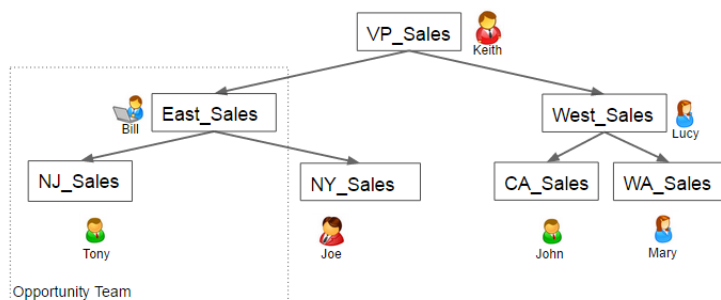 VP_Sales
Keith
East_Sales
Bill
West_Sales
Lucy
NJ_Sales
NY_Sales
CA_Sales
WA_Sales
Tony
Joe
John
Mary
Opportunity Team